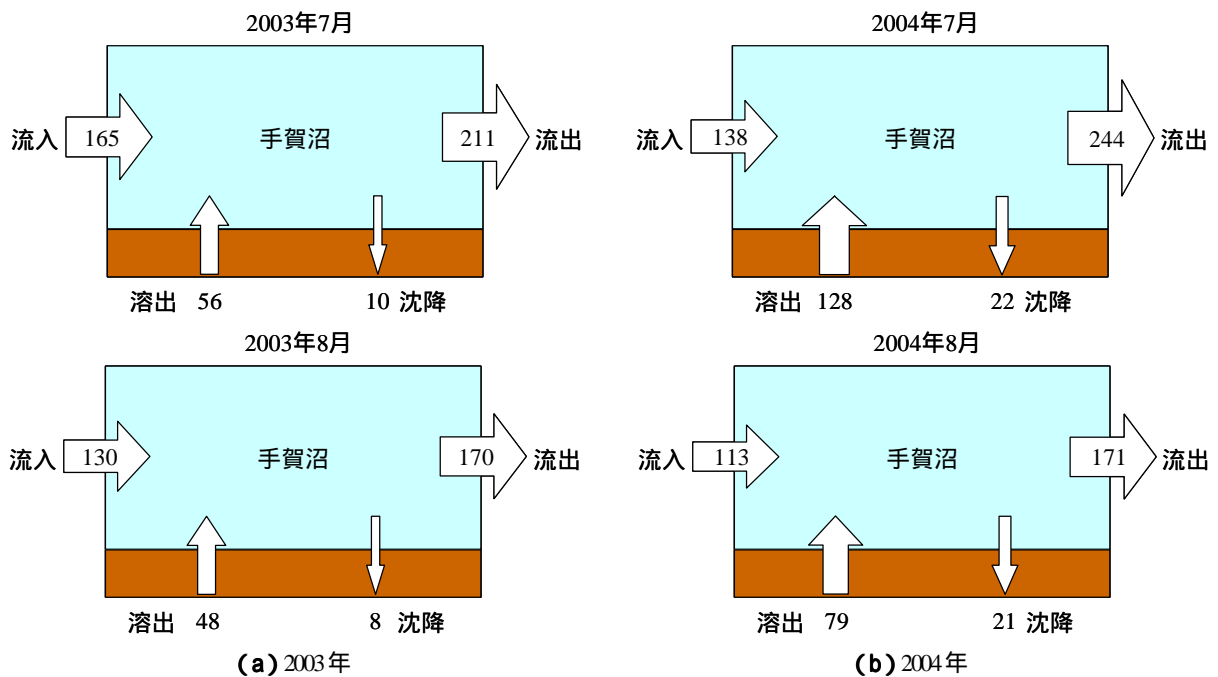 2003年7月
流入 165 手賀沼 211 流出
溶出 56 10 沈降
2004年7月
流入 138 手賀沼 244 流出
溶出 128 22 沈降
2003年8月
流入 130 手賀沼 170 流出
溶出 48 8 沈降
(a) 2003年
2004年8月
流入 113 手賀沼 171 流出
溶出 79 21 沈降
(b) 2004年